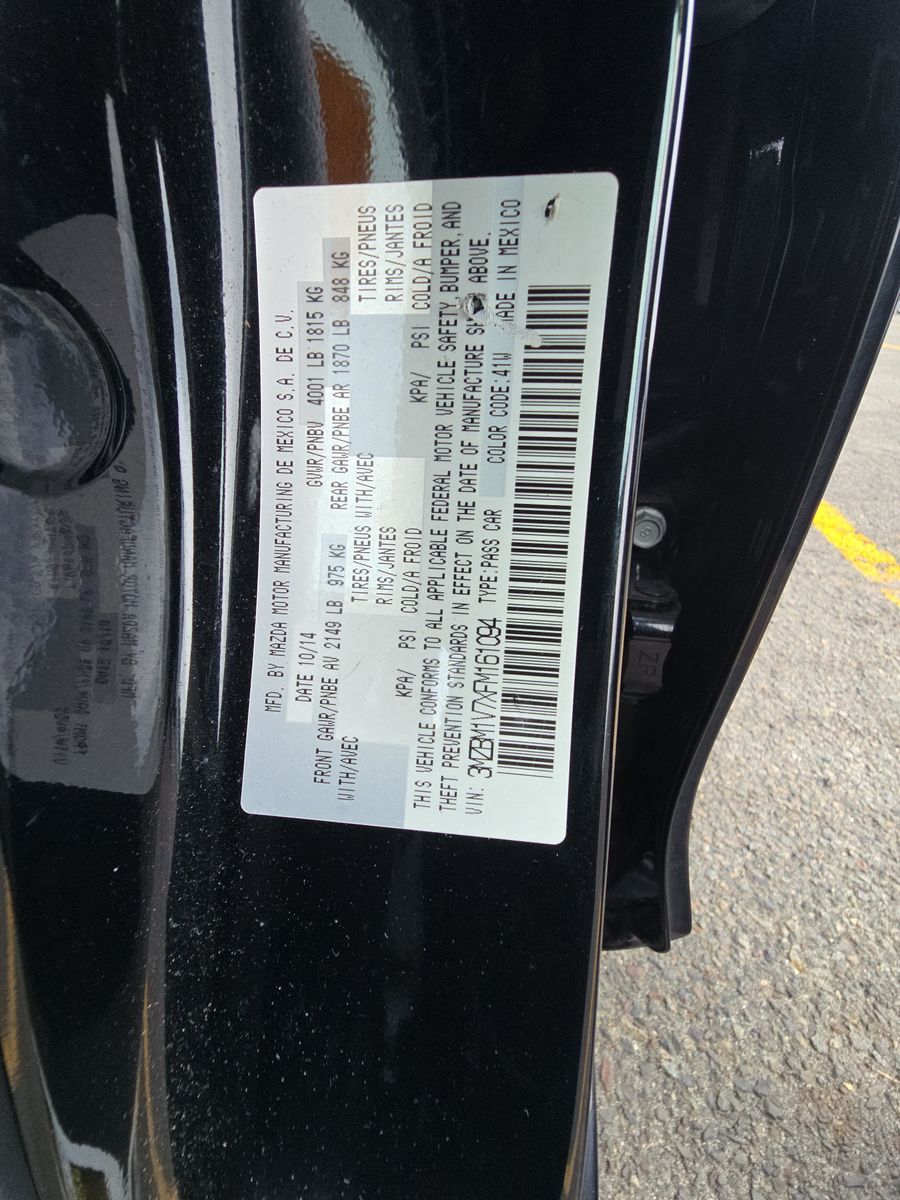 MFD. BY MAZDA MOTOR MANUFACTURING DE MEXICO S.A. DE C.V.
DATE 10/14 GVWR/PNBV 4001 LB 1815 KG
FRONT GAWR/PNBE AV 2149 LB 975 KG REAR GAWR/PNBE AR 1870 LB 848 KG
WITH/AVEC TIRES/PNEUS WITH/AVEC TIRES/PNEUS
RIMS/JANTES RIMS/JANTES
KPA/ PSI COLD/A FROID KPA/ PSI COLD/A FROID
THIS VEHICLE CONFORMS TO ALL APPLICABLE FEDERAL MOTOR VEHICLE SAFETY, BUMPER, AND
THEFT PREVENTION STANDARDS IN EFFECT ON THE DATE OF MANUFACTURE ABOVE.
VIN: 3MZBM1V7XFM161094 TYPE:PASS CAR COLOR CODE:41W MADE IN MEXICO